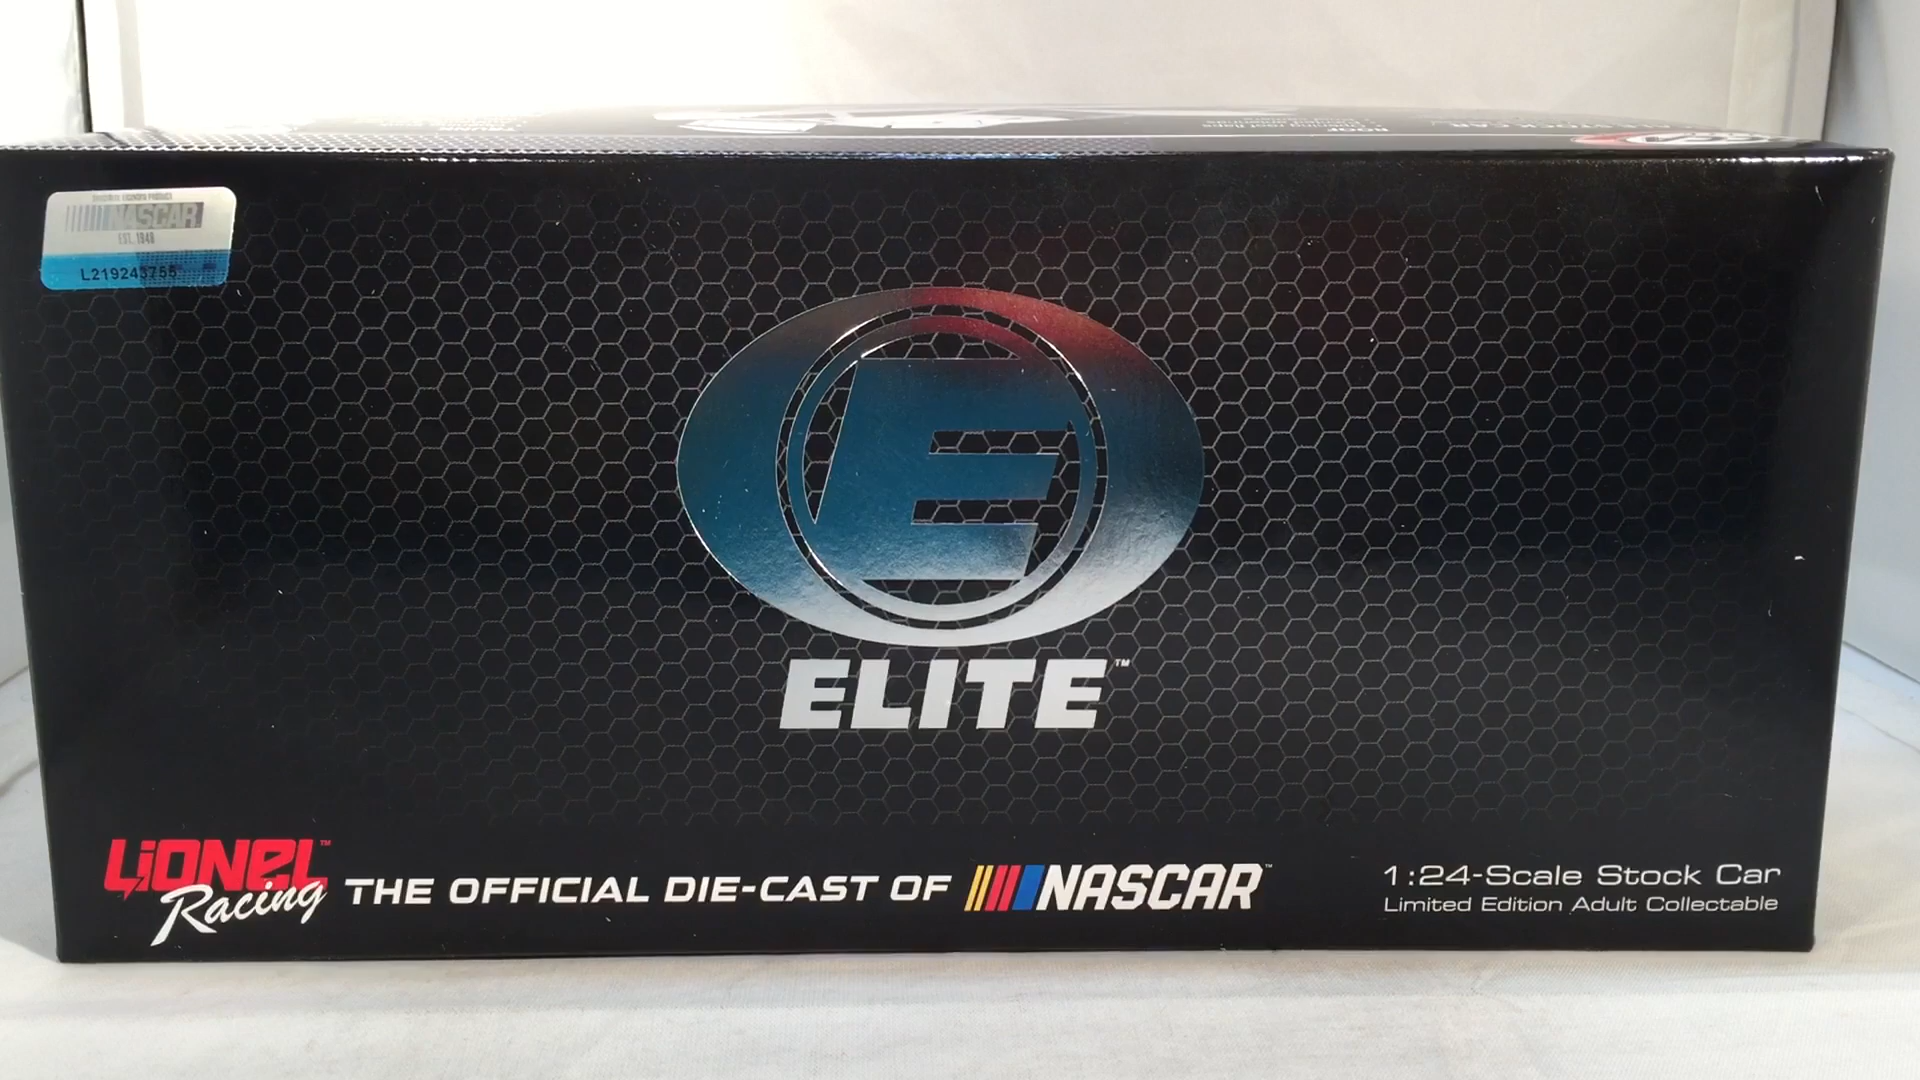 NASCAR
EST. 1948
L219243755
E
ELITE™
LIONEL™
Racing
THE OFFICIAL DIE-CAST OF NASCAR™
1:24-Scale Stock Car
Limited Edition Adult Collectable